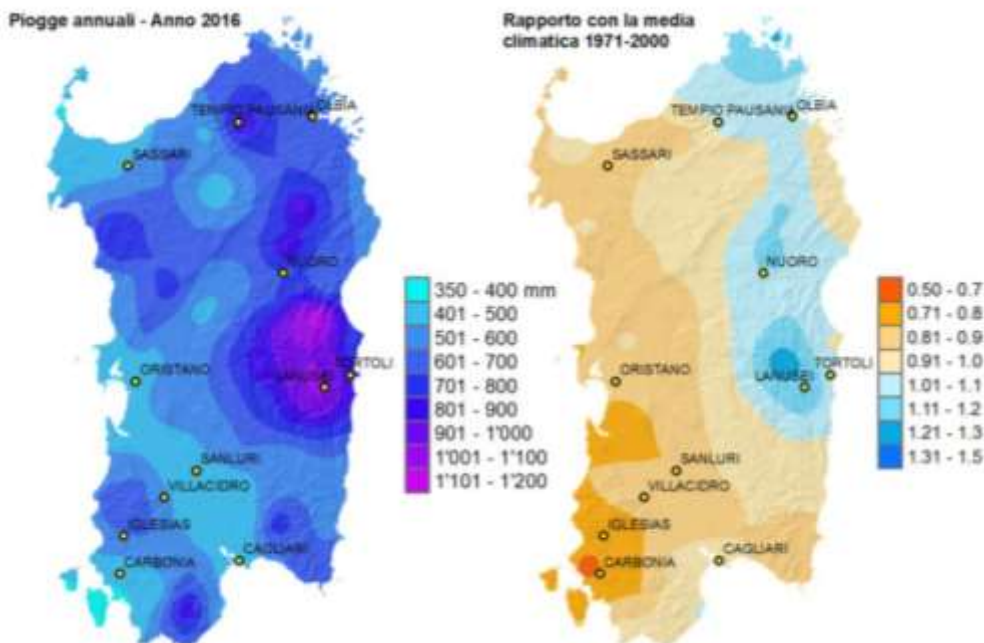 Piogge annuali - Anno 2016
TEMPIO PAUSANIA
OLBIA
SASSARI
NUORO
TORTOLI
ORISTANO
LANUSEI
SANLURI
VILLACIDRO
IGLESIAS
CAGLIARI
CARBONIA
350 - 400 mm
401 - 500
501 - 600
601 - 700
701 - 800
801 - 900
901 - 1'000
1'001 - 1'100
1'101 - 1'200
Rapporto con la media
climatica 1971-2000
TEMPIO PAUSANIA
OLBIA
SASSARI
NUORO
TORTOLI
ORISTANO
LANUSEI
SANLURI
VILLACIDRO
IGLESIAS
CAGLIARI
CARBONIA
0.50 - 0.7
0.71 - 0.8
0.81 - 0.9
0.91 - 1.0
1.01 - 1.1
1.11 - 1.2
1.21 - 1.3
1.31 - 1.5